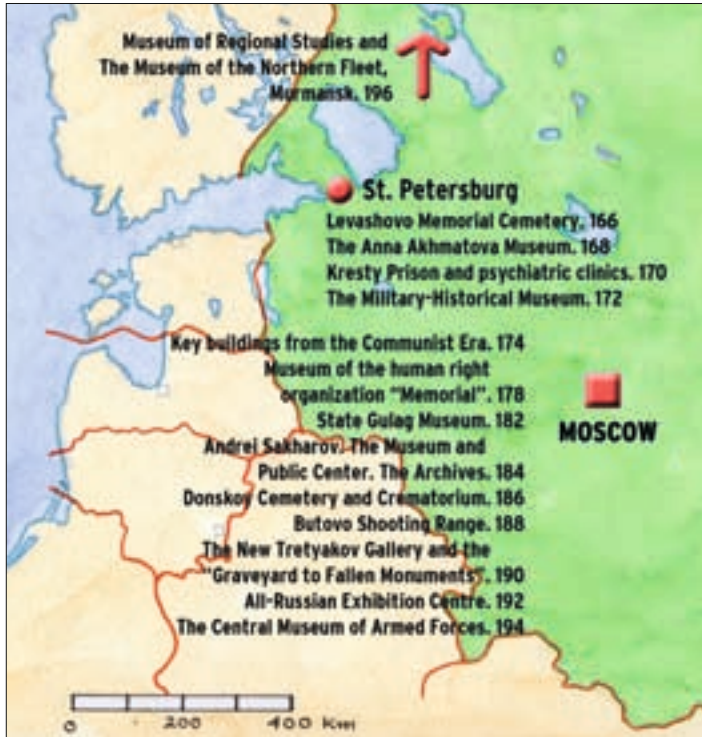 Museum of Regional Studies and
The Museum of the Northern Fleet,
Murmansk. 196
St. Petersburg
Levashovo Memorial Cemetery. 166
The Anna Akhmatova Museum. 168
Kresty Prison and psychiatric clinics. 170
The Military-Historical Museum. 172
Key buildings from the Communist Era. 174
Museum of the human right
organization "Memorial". 178
State Gulag Museum. 182
Andrei Sakharov. The Museum and
Public Center. The Archives. 184
Donskoy Cemetery and Crematorium. 186
Butovo Shooting Range. 188
The New Tretyakov Gallery and the
"Graveyard to Fallen Monuments". 190
All-Russian Exhibition Centre. 192
The Central Museum of Armed Forces. 194
MOSCOW
0 200 400 Km